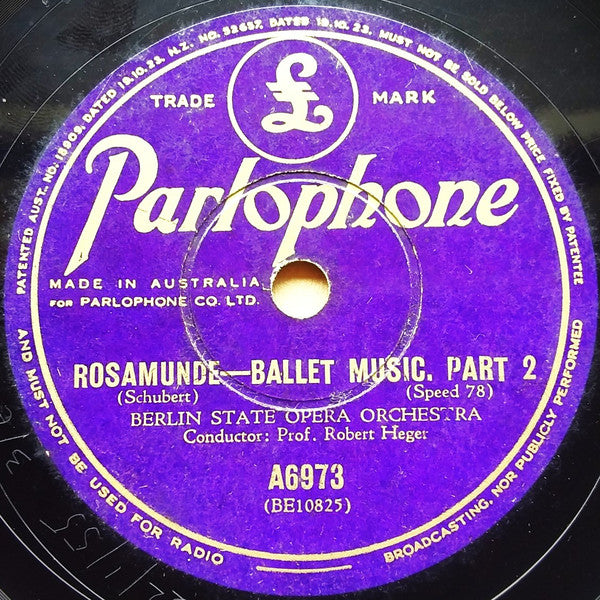 PATENTED AUST. NO. 18909, DATED 19.10.22. N.Z. NO. 52657. DATED 19.10.23. MUST NOT BE SOLD BELOW PRICE FIXED BY PATENTEE
AND MUST NOT BE USED FOR RADIO BROADCASTING, NOR PUBLICLY PERFORMED
TRADE £ MARK
Parlophone
MADE IN AUSTRALIA
FOR PARLOPHONE CO. LTD.
ROSAMUNDE—BALLET MUSIC. PART 2
(Schubert) (Speed 78)
BERLIN STATE OPERA ORCHESTRA
Conductor: Prof. Robert Heger
A6973
(BE10825)